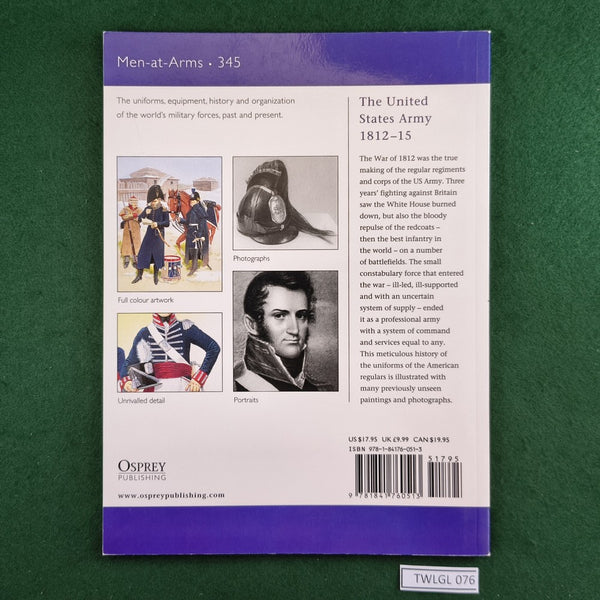 Men-at-Arms • 345
The uniforms, equipment, history and organization
of the world's military forces, past and present.
Full colour artwork
Photographs
Unrivalled detail
Portraits
The United
States Army
1812–15
The War of 1812 was the true
making of the regular regiments
and corps of the US Army. Three
years' fighting against Britain
saw the White House burned
down, but also the bloody
repulse of the redcoats –
then the best infantry in
the world – on a number
of battlefields. The small
constabulary force that entered
the war – ill-led, ill-supported
and with an uncertain
system of supply – ended
it as a professional army
with a system of command
and services equal to any.
This meticulous history of
the uniforms of the American
regulars is illustrated with
many previously unseen
paintings and photographs.
US $17.95 UK £9.99 CAN $19.95
ISBN 978-1-84176-051-3
51795
9 781841 760513
OSPREY
PUBLISHING
www.ospreypublishing.com
TWLGL 076